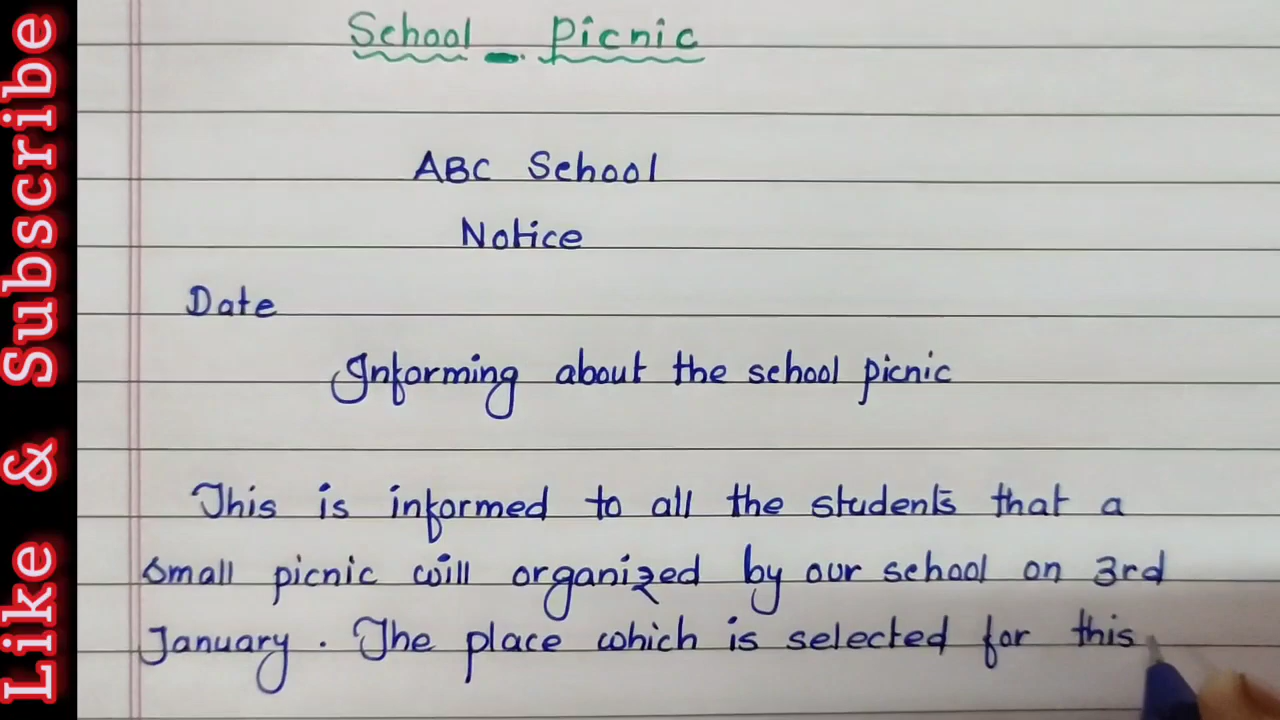 Like & Subscribe
School - Picnic
ABC School
Notice
Date
Informing about the school picnic
This is informed to all the students that a
small picnic will organized by our school on 3rd
January. The place which is selected for this